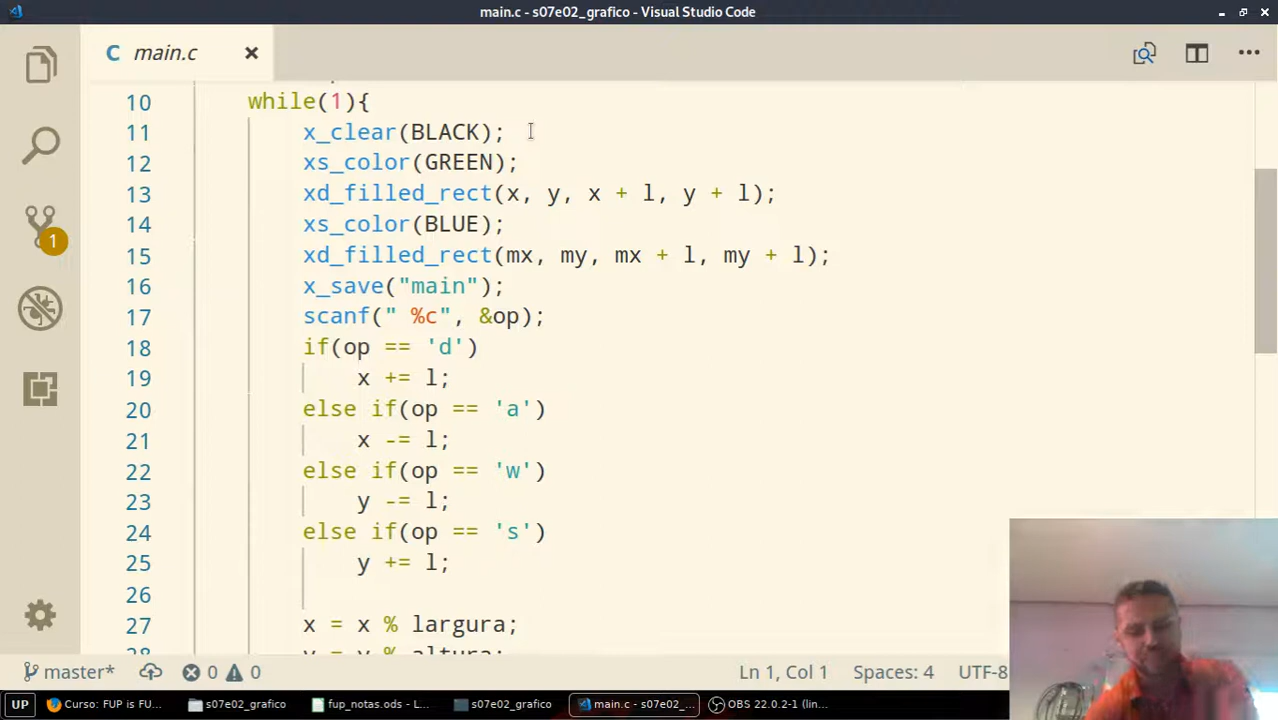 main.c - s07e02_grafico - Visual Studio Code
main.c
10 while(1){
11 x_clear(BLACK);
12 xs_color(GREEN);
13 xd_filled_rect(x, y, x + l, y + l);
14 xs_color(BLUE);
15 xd_filled_rect(mx, my, mx + l, my + l);
16 x_save("main");
17 scanf(" %c", &op);
18 if(op == 'd')
19 x += l;
20 else if(op == 'a')
21 x -= l;
22 else if(op == 'w')
23 y -= l;
24 else if(op == 's')
25 y += l;
26
27 x = x % largura;
28 y = y % altura;
1
master* 0 0 Ln 1, Col 1 Spaces: 4 UTF-8
UP Curso: FUP is FU... s07e02_grafico fup_notas.ods - L... s07e02_grafico main.c - s07e02_... OBS 22.0.2-1 (lin...